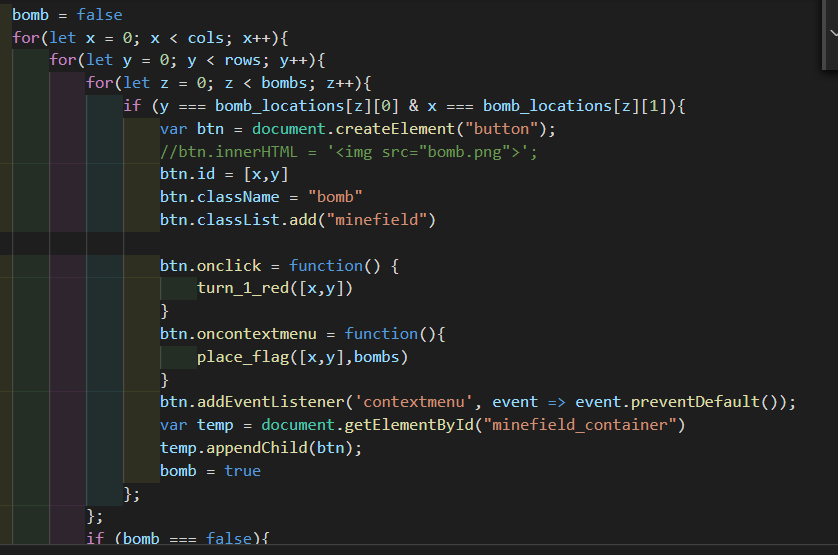 bomb = false
for(let x = 0; x < cols; x++){
    for(let y = 0; y < rows; y++){
        for(let z = 0; z < bombs; z++){
            if (y === bomb_locations[z][0] & x === bomb_locations[z][1]){
                var btn = document.createElement("button");
                //btn.innerHTML = '<img src="bomb.png">';
                btn.id = [x,y]
                btn.className = "bomb"
                btn.classList.add("minefield")

                btn.onclick = function() {
                    turn_1_red([x,y])
                }
                btn.oncontextmenu = function(){
                    place_flag([x,y],bombs)
                }
                btn.addEventListener('contextmenu', event => event.preventDefault());
                var temp = document.getElementById("minefield_container")
                temp.appendChild(btn);
                bomb = true
            };
        };
        if (bomb === false){